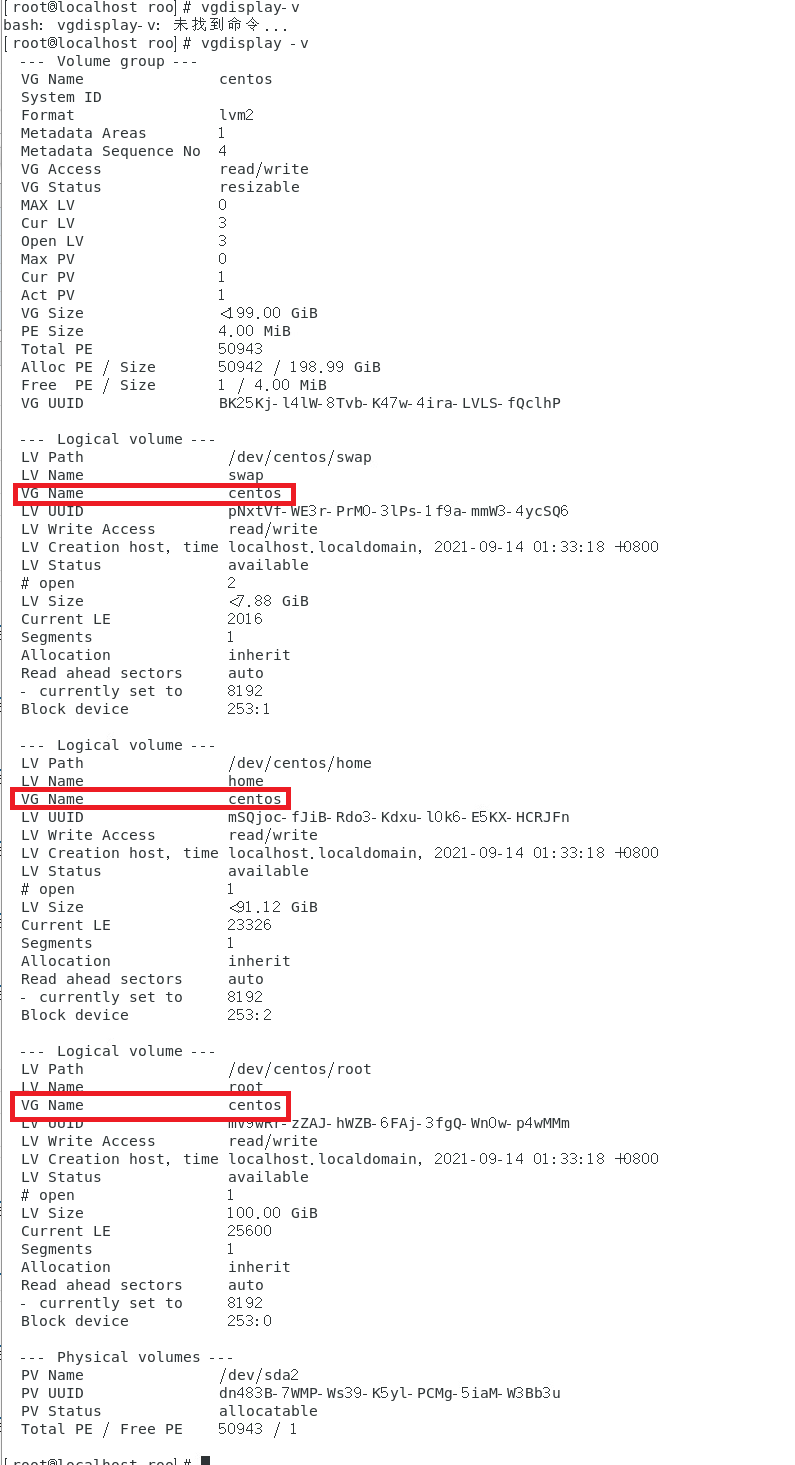 [root@localhost roo]# vgdisplay-v
bash: vgdisplay-v: 未找到命令...
[root@localhost roo]# vgdisplay -v
--- Volume group ---
VG Name centos
System ID
Format lvm2
Metadata Areas 1
Metadata Sequence No 4
VG Access read/write
VG Status resizable
MAX LV 0
Cur LV 3
Open LV 3
Max PV 0
Cur PV 1
Act PV 1
VG Size <199.00 GiB
PE Size 4.00 MiB
Total PE 50943
Alloc PE / Size 50942 / 198.99 GiB
Free PE / Size 1 / 4.00 MiB
VG UUID BK25Kj-l4lW-8Tvb-K47w-4ira-LVLS-fQclhP
--- Logical volume ---
LV Path /dev/centos/swap
LV Name swap
VG Name centos
LV UUID pNxtVf-WE3r-PrM0-3lPs-1f9a-mmW3-4ycSQ6
LV Write Access read/write
LV Creation host, time localhost.localdomain, 2021-09-14 01:33:18 +0800
LV Status available
# open 2
LV Size <7.88 GiB
Current LE 2016
Segments 1
Allocation inherit
Read ahead sectors auto
- currently set to 8192
Block device 253:1
--- Logical volume ---
LV Path /dev/centos/home
LV Name home
VG Name centos
LV UUID mSQjoc-fJiB-Rdo3-Kdxu-l0k6-E5KX-HCRJFn
LV Write Access read/write
LV Creation host, time localhost.localdomain, 2021-09-14 01:33:18 +0800
LV Status available
# open 1
LV Size <91.12 GiB
Current LE 23326
Segments 1
Allocation inherit
Read ahead sectors auto
- currently set to 8192
Block device 253:2
--- Logical volume ---
LV Path /dev/centos/root
LV Name root
VG Name centos
LV UUID
LV Write Access read/write
LV Creation host, time localhost.localdomain, 2021-09-14 01:33:18 +0800
LV Status available
# open 1
LV Size 100.00 GiB
Current LE 25600
Segments 1
Allocation inherit
Read ahead sectors auto
- currently set to 8192
Block device 253:0
--- Physical volumes ---
PV Name /dev/sda2
PV UUID dn483B-7WMP-Ws39-K5yl-PCMg-5iaM-W3Bb3u
PV Status allocatable
Total PE / Free PE 50943 / 1
[root@localhost roo]#